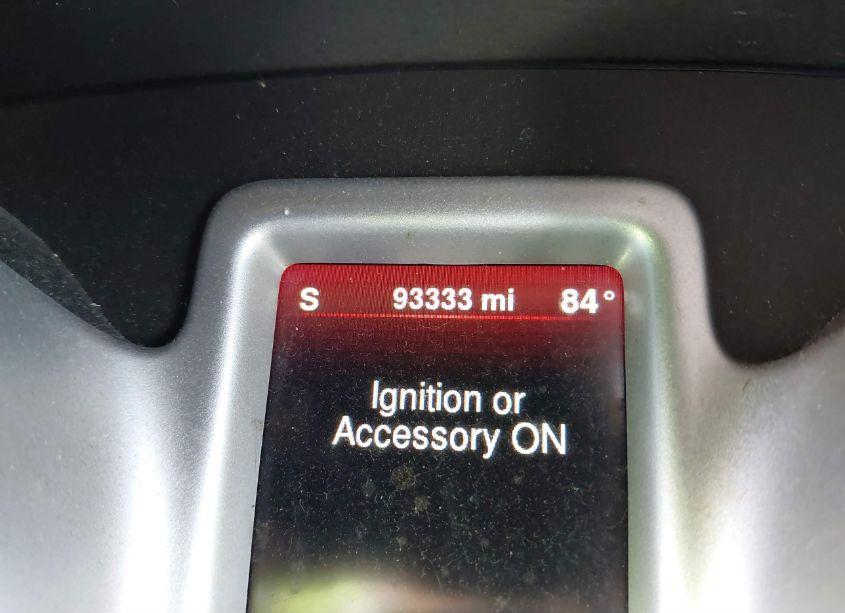 S 93333 mi 84°
Ignition or
Accessory ON